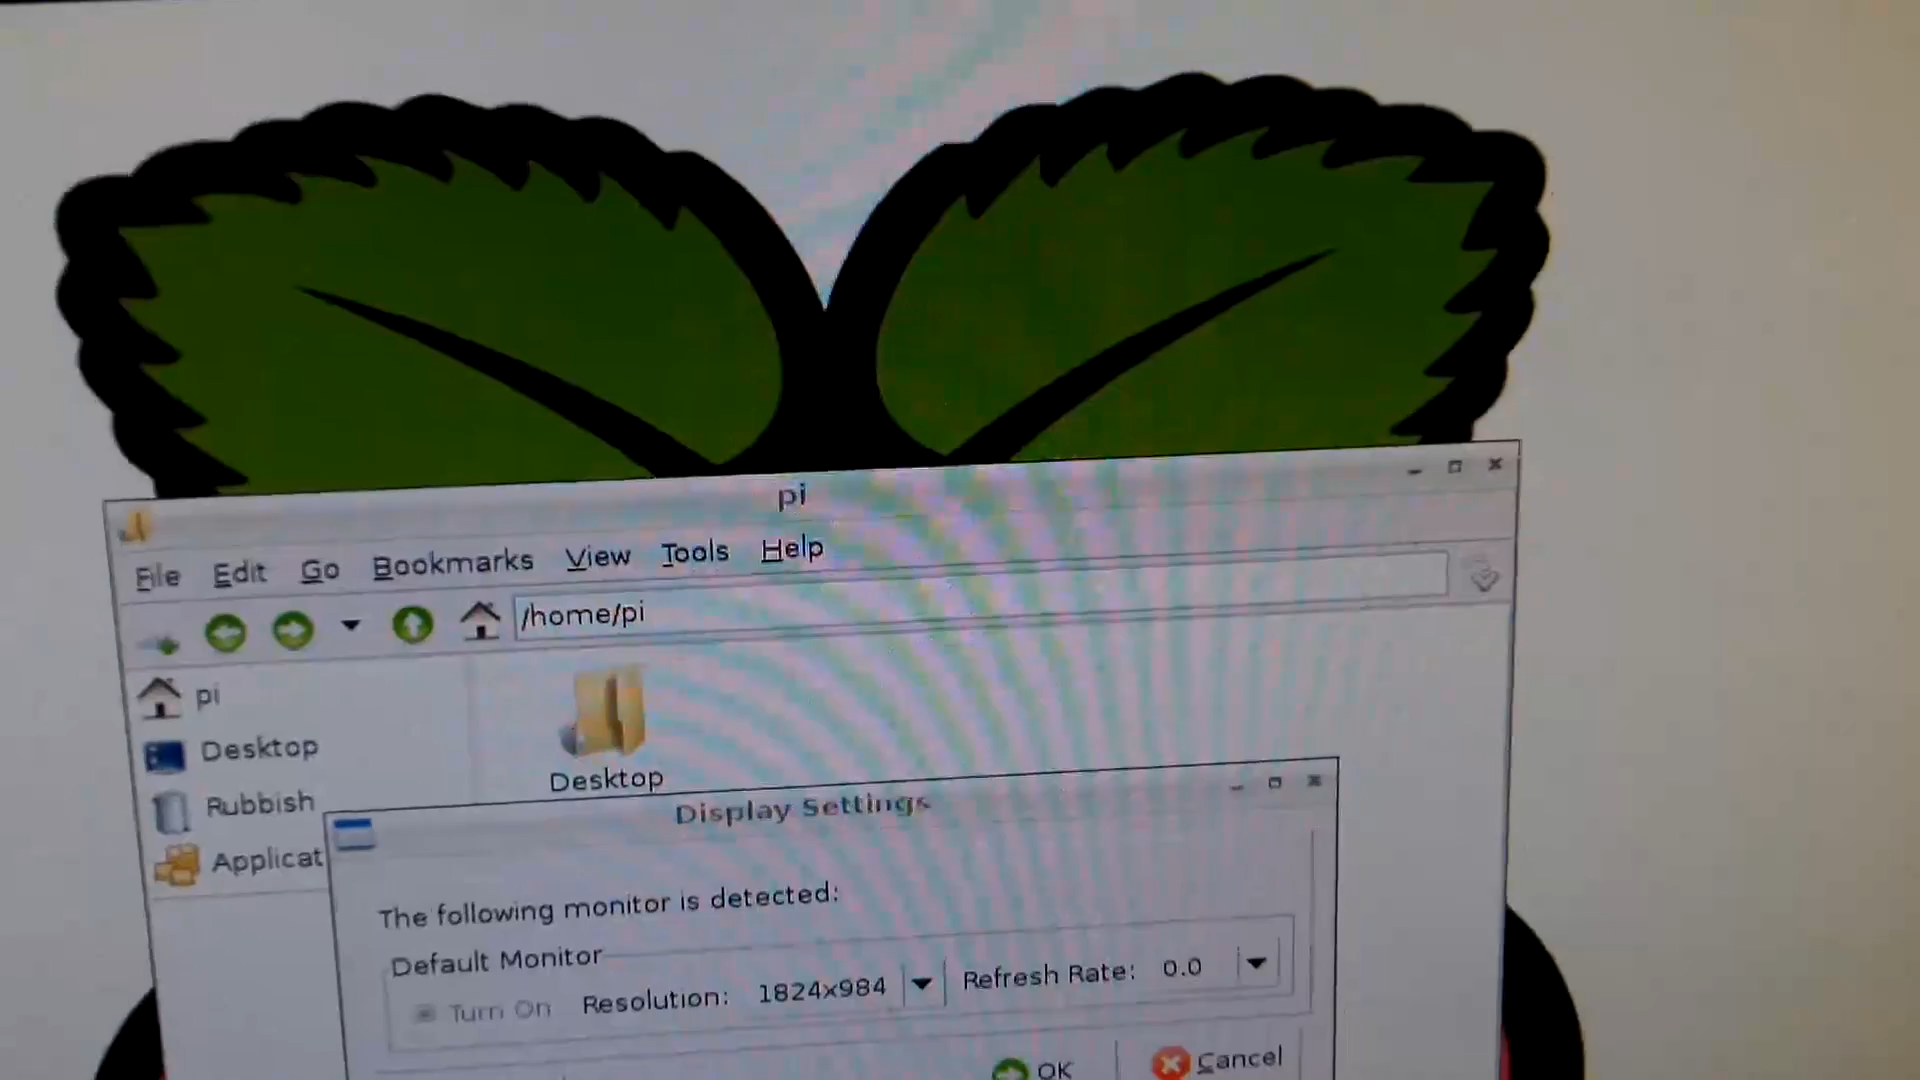 pi
File Edit Go Bookmarks View Tools Help
/home/pi
pi
Desktop
Rubbish
Applicat
Desktop
Display Settings
The following monitor is detected:
Default Monitor
Turn On Resolution: 1824x984 Refresh Rate: 0.0
OK Cancel